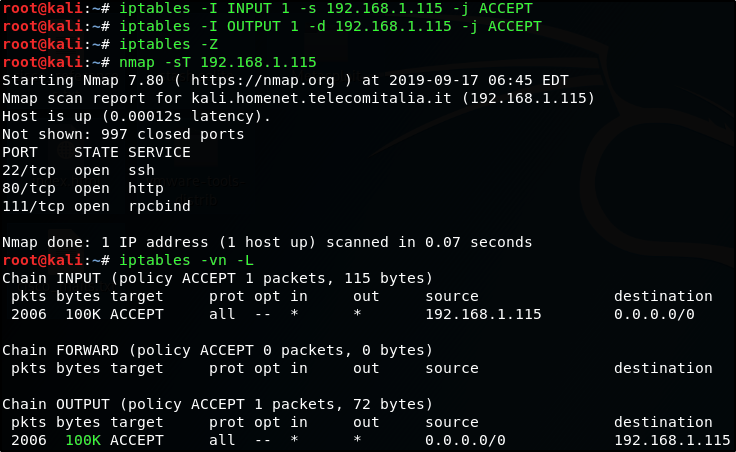 root@kali:~# iptables -I INPUT 1 -s 192.168.1.115 -j ACCEPT
root@kali:~# iptables -I OUTPUT 1 -d 192.168.1.115 -j ACCEPT
root@kali:~# iptables -Z
root@kali:~# nmap -sT 192.168.1.115
Starting Nmap 7.80 ( https://nmap.org ) at 2019-09-17 06:45 EDT
Nmap scan report for kali.homenet.telecomitalia.it (192.168.1.115)
Host is up (0.00012s latency).
Not shown: 997 closed ports
PORT    STATE SERVICE
22/tcp  open  ssh
80/tcp  open  http
111/tcp open  rpcbind

Nmap done: 1 IP address (1 host up) scanned in 0.07 seconds
root@kali:~# iptables -vn -L
Chain INPUT (policy ACCEPT 1 packets, 115 bytes)
 pkts bytes target     prot opt in     out     source               destination
 2006  100K ACCEPT     all  --  *      *       192.168.1.115        0.0.0.0/0

Chain FORWARD (policy ACCEPT 0 packets, 0 bytes)
 pkts bytes target     prot opt in     out     source               destination

Chain OUTPUT (policy ACCEPT 1 packets, 72 bytes)
 pkts bytes target     prot opt in     out     source               destination
 2006  100K ACCEPT     all  --  *      *       0.0.0.0/0            192.168.1.115